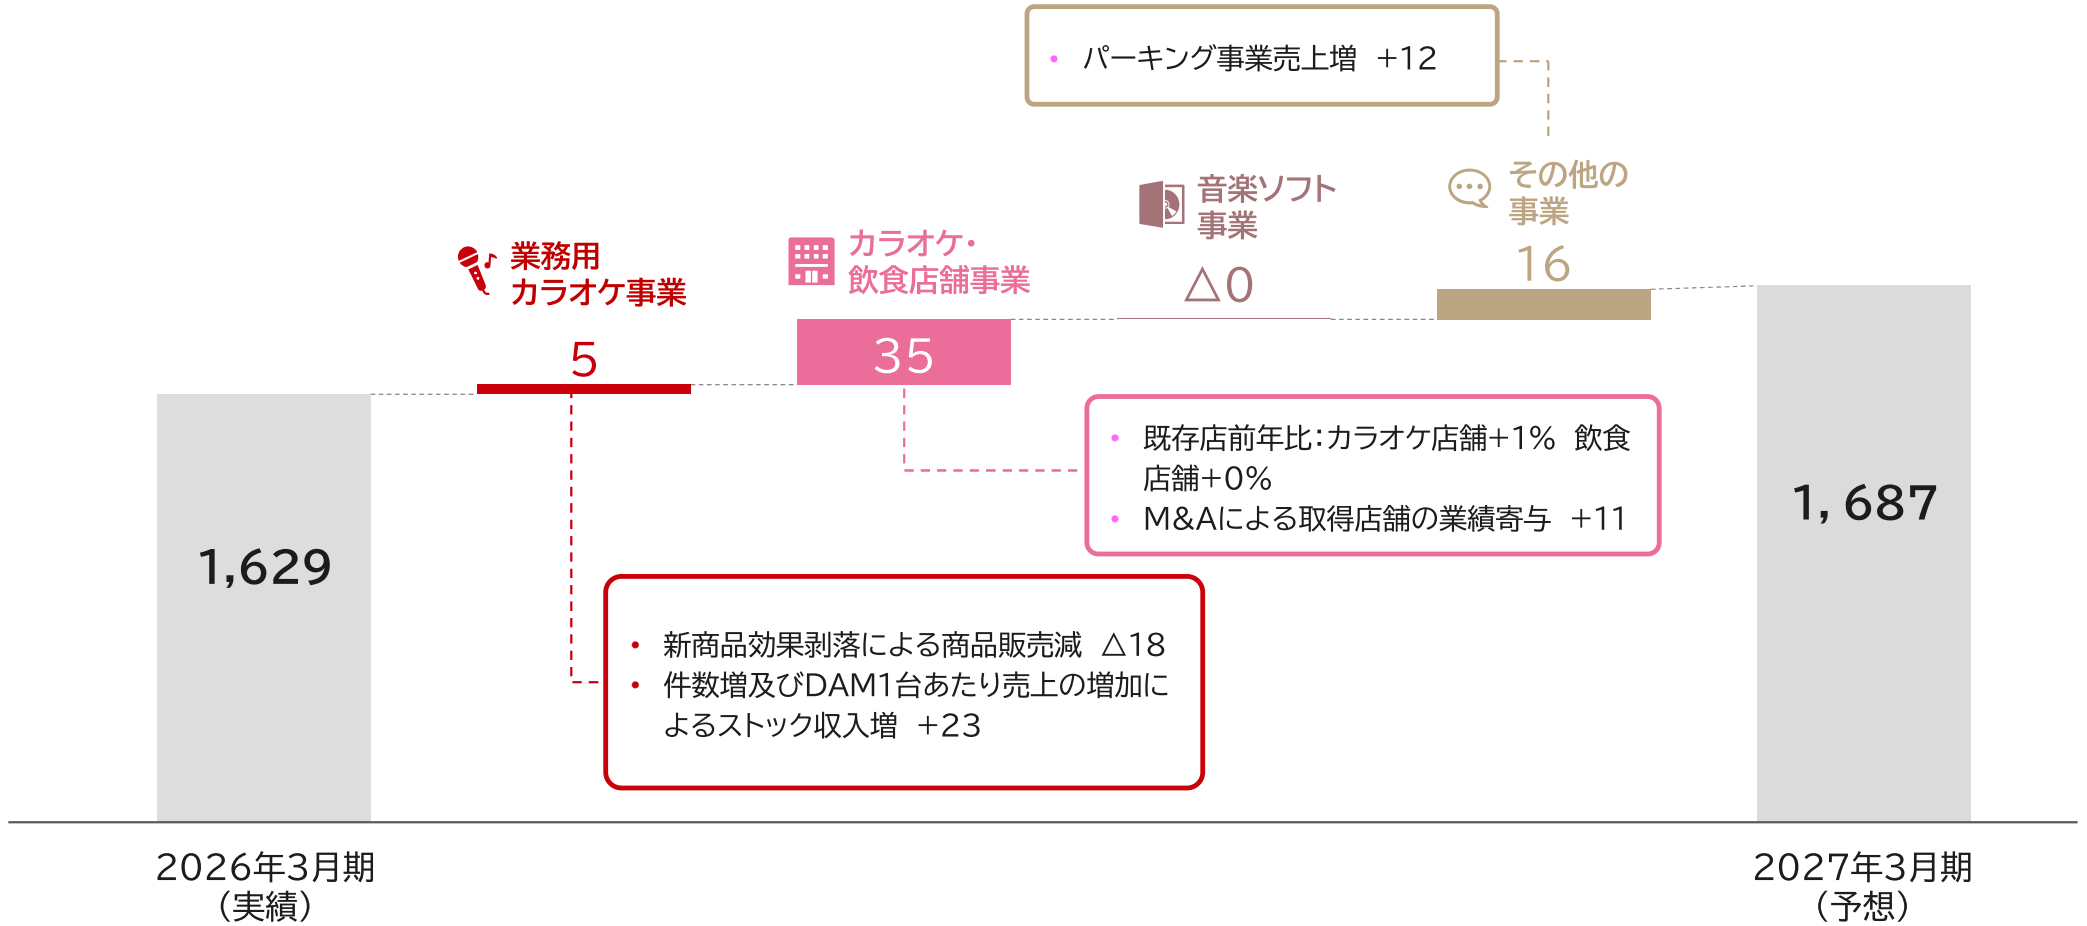 ・ パーキング事業売上増 +12
その他の
事業
16
音楽ソフト
事業
△0
カラオケ・
飲食店舗事業
35
業務用
カラオケ事業
5
・ 既存店前年比：カラオケ店舗+1% 飲食
店舗+0%
・ M&Aによる取得店舗の業績寄与 +11
1,629
1,687
・ 新商品効果剥落による商品販売減 △18
・ 件数増及びDAM1台あたり売上の増加に
よるストック収入増 +23
2026年3月期
（実績）
2027年3月期
（予想）